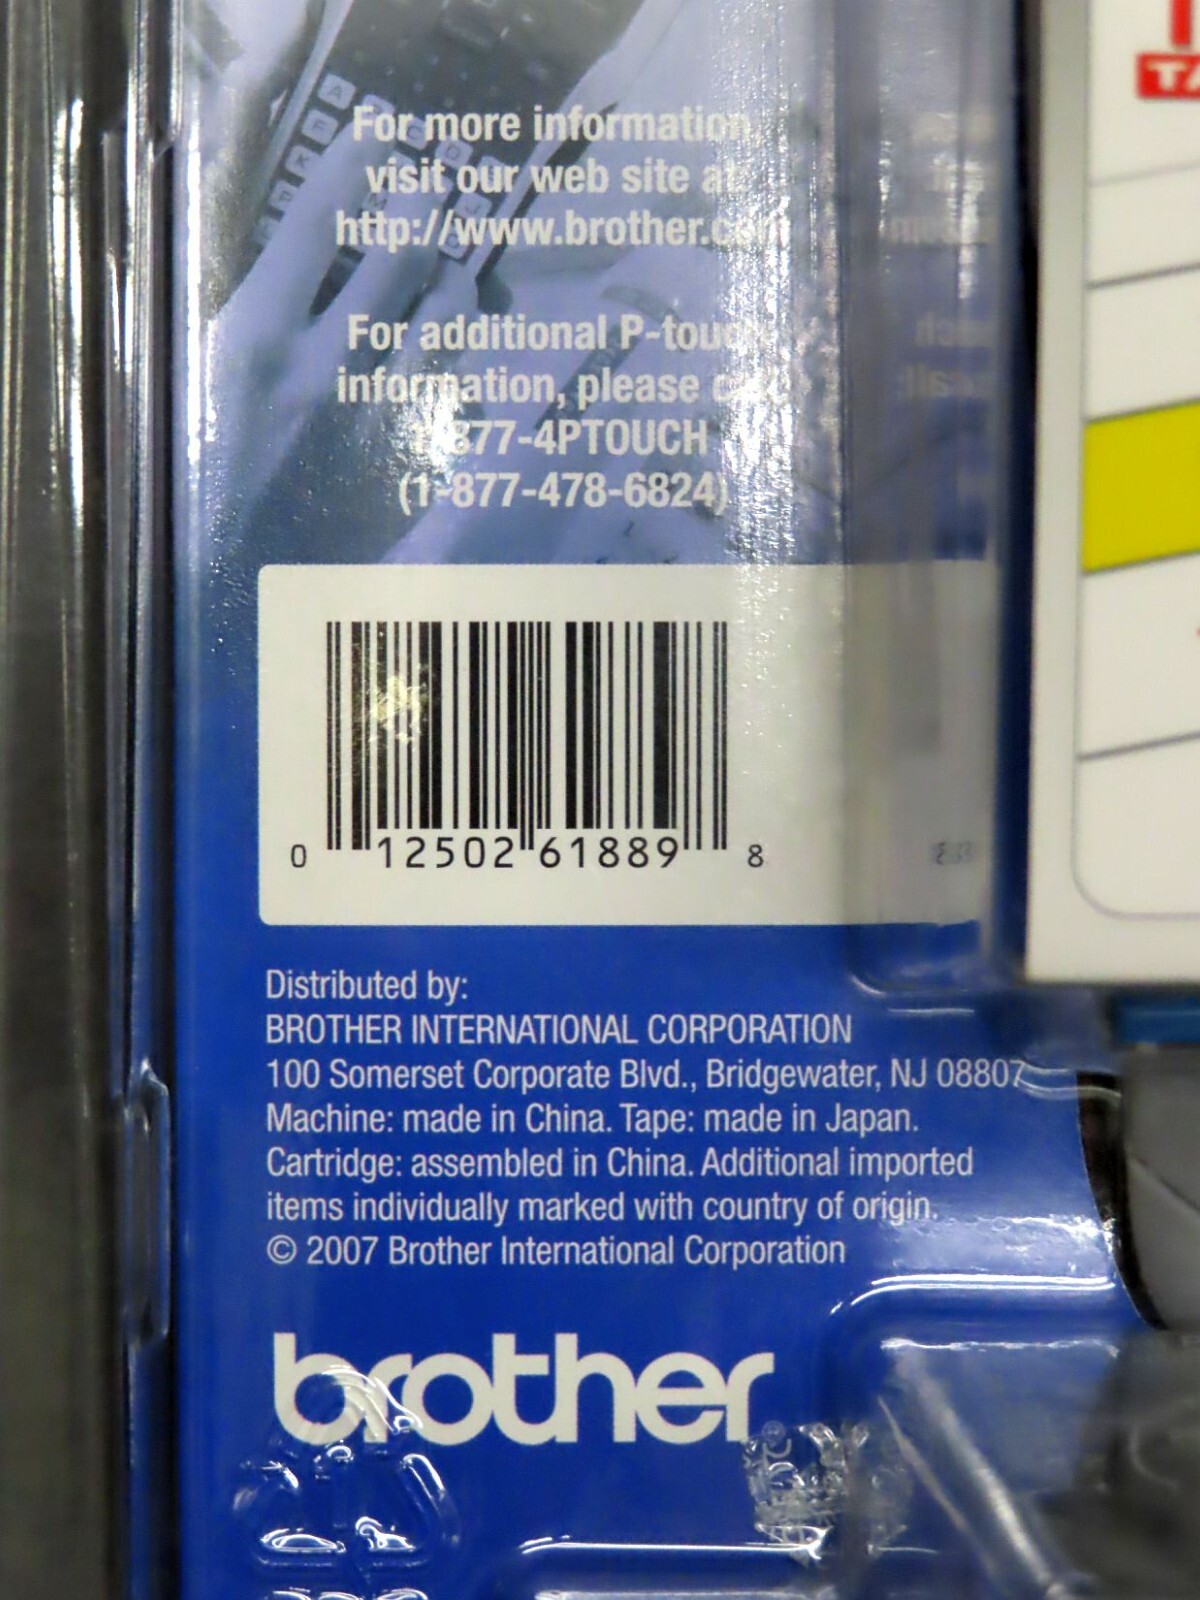 For more information,
visit our web site at
http://www.brother.com
For additional P-touch
information, please call:
1-877-4PTOUCH
(1-877-478-6824)
0 12502 61889 8
Distributed by:
BROTHER INTERNATIONAL CORPORATION
100 Somerset Corporate Blvd., Bridgewater, NJ 08807
Machine: made in China. Tape: made in Japan.
Cartridge: assembled in China. Additional imported
items individually marked with country of origin.
© 2007 Brother International Corporation
brother